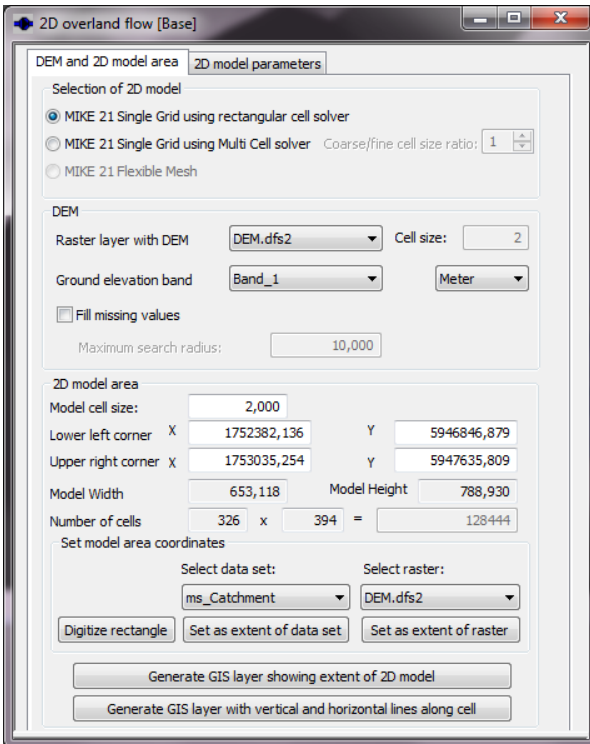 2D overland flow [Base]
DEM and 2D model area 2D model parameters
Selection of 2D model
MIKE 21 Single Grid using rectangular cell solver
MIKE 21 Single Grid using Multi Cell solver Coarse/fine cell size ratio: 1
MIKE 21 Flexible Mesh
DEM
Raster layer with DEM DEM.dfs2 Cell size: 2
Ground elevation band Band_1 Meter
Fill missing values
Maximum search radius: 10,000
2D model area
Model cell size: 2,000
Lower left corner X 1752382,136 Y 5946846,879
Upper right corner X 1753035,254 Y 5947635,809
Model Width 653,118 Model Height 788,930
Number of cells 326 x 394 = 128444
Set model area coordinates
Select data set: Select raster:
ms_Catchment DEM.dfs2
Digitize rectangle Set as extent of data set Set as extent of raster
Generate GIS layer showing extent of 2D model
Generate GIS layer with vertical and horizontal lines along cell